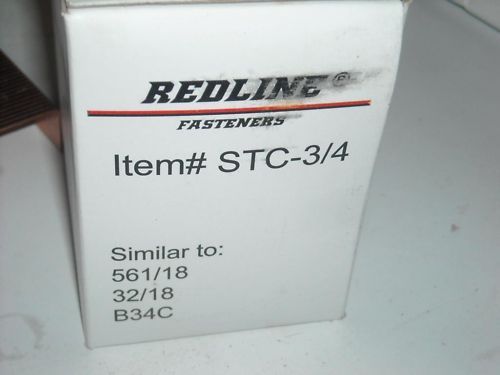 REDLINE®
FASTENERS
Item# STC-3/4
Similar to:
561/18
32/18
B34C